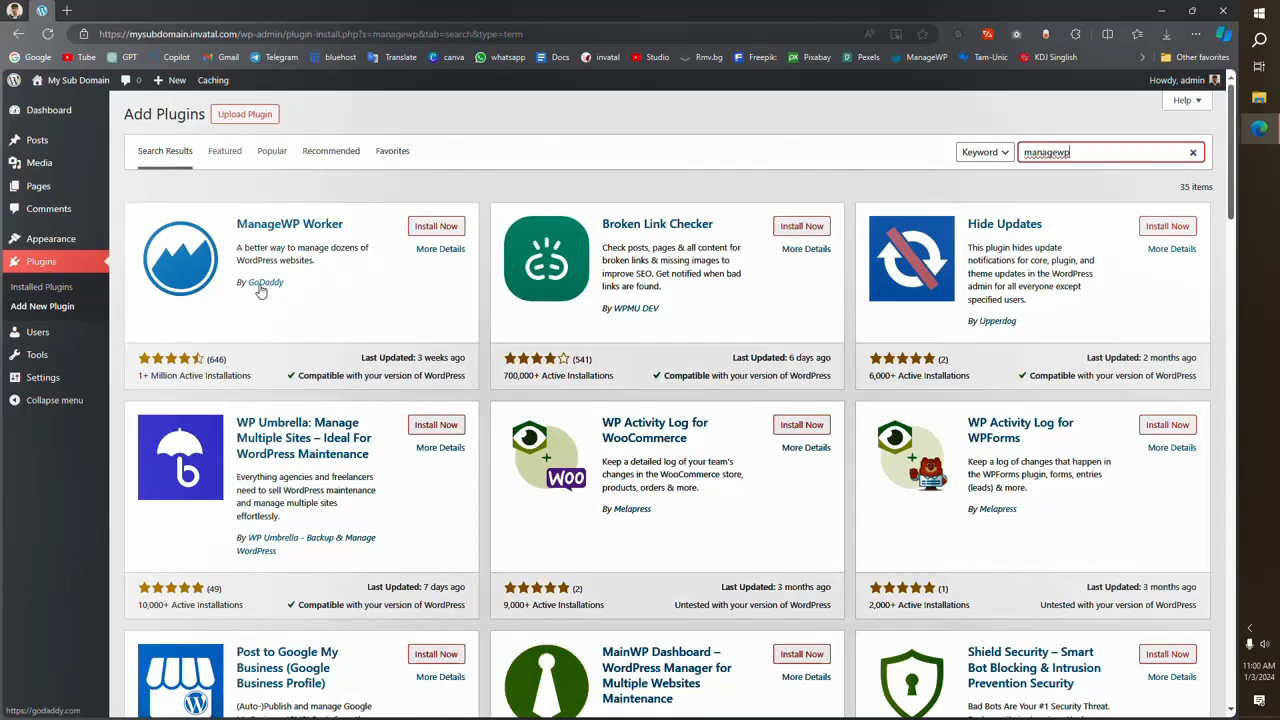 https://mysubdomain.invatal.com/wp-admin/plugin-install.php?s=managewp&tab=search&type=term
Google YouTube GPT Copilot Gmail Telegram bluehost Translate canva whatsapp Docs invatal Studio Rmv.bg Freepik: Pixabay Pexels ManageWP Tam-Unic KDJ Singlish Other favorites
My Sub Domain 0 New Caching Howdy, admin
Help
Dashboard
Posts
Media
Pages
Comments
Appearance
Plugins
Installed Plugins
Add New Plugin
Users
Tools
Settings
Collapse menu
Add Plugins Upload Plugin
Search Results Featured Popular Recommended Favorites Keyword managewp
35 items
ManageWP Worker
A better way to manage dozens of
WordPress websites.
By GoDaddy
Install Now
More Details
(646)
Last Updated: 3 weeks ago
1+ Million Active Installations
Compatible with your version of WordPress
Broken Link Checker
Check posts, pages & all content for
broken links & missing images to
improve SEO. Get notified when bad
links are found.
By WPMU DEV
Install Now
More Details
(541)
Last Updated: 6 days ago
700,000+ Active Installations
Compatible with your version of WordPress
Hide Updates
This plugin hides update
notifications for core, plugin, and
theme updates in the WordPress
admin for all everyone except
specified users.
By Upperdog
Install Now
More Details
(2)
Last Updated: 2 months ago
6,000+ Active Installations
Compatible with your version of WordPress
WP Umbrella: Manage
Multiple Sites – Ideal For
WordPress Maintenance
Everything agencies and freelancers
need to sell WordPress maintenance
and manage multiple sites
effortlessly.
By WP Umbrella - Backup & Manage
WordPress
Install Now
More Details
(49)
Last Updated: 7 days ago
10,000+ Active Installations
Compatible with your version of WordPress
WOO
WP Activity Log for
WooCommerce
Keep a detailed log of your team's
changes in the WooCommerce store,
products, orders & more.
By Melapress
Install Now
More Details
(2)
Last Updated: 3 months ago
9,000+ Active Installations
Untested with your version of WordPress
WP Activity Log for
WPForms
Keep a log of changes that happen in
the WPForms plugin, forms, entries
(leads) & more.
By Melapress
Install Now
More Details
(1)
Last Updated: 3 months ago
2,000+ Active Installations
Untested with your version of WordPress
Post to Google My
Business (Google
Business Profile)
(Auto-)Publish and manage Google
Install Now
More Details
MainWP Dashboard –
WordPress Manager for
Multiple Websites
Maintenance
Install Now
More Details
Shield Security – Smart
Bot Blocking & Intrusion
Prevention Security
Bad Bots Are Your #1 Security Threat.
Install Now
More Details
https://godaddy.com
11:00 AM
1/3/2024